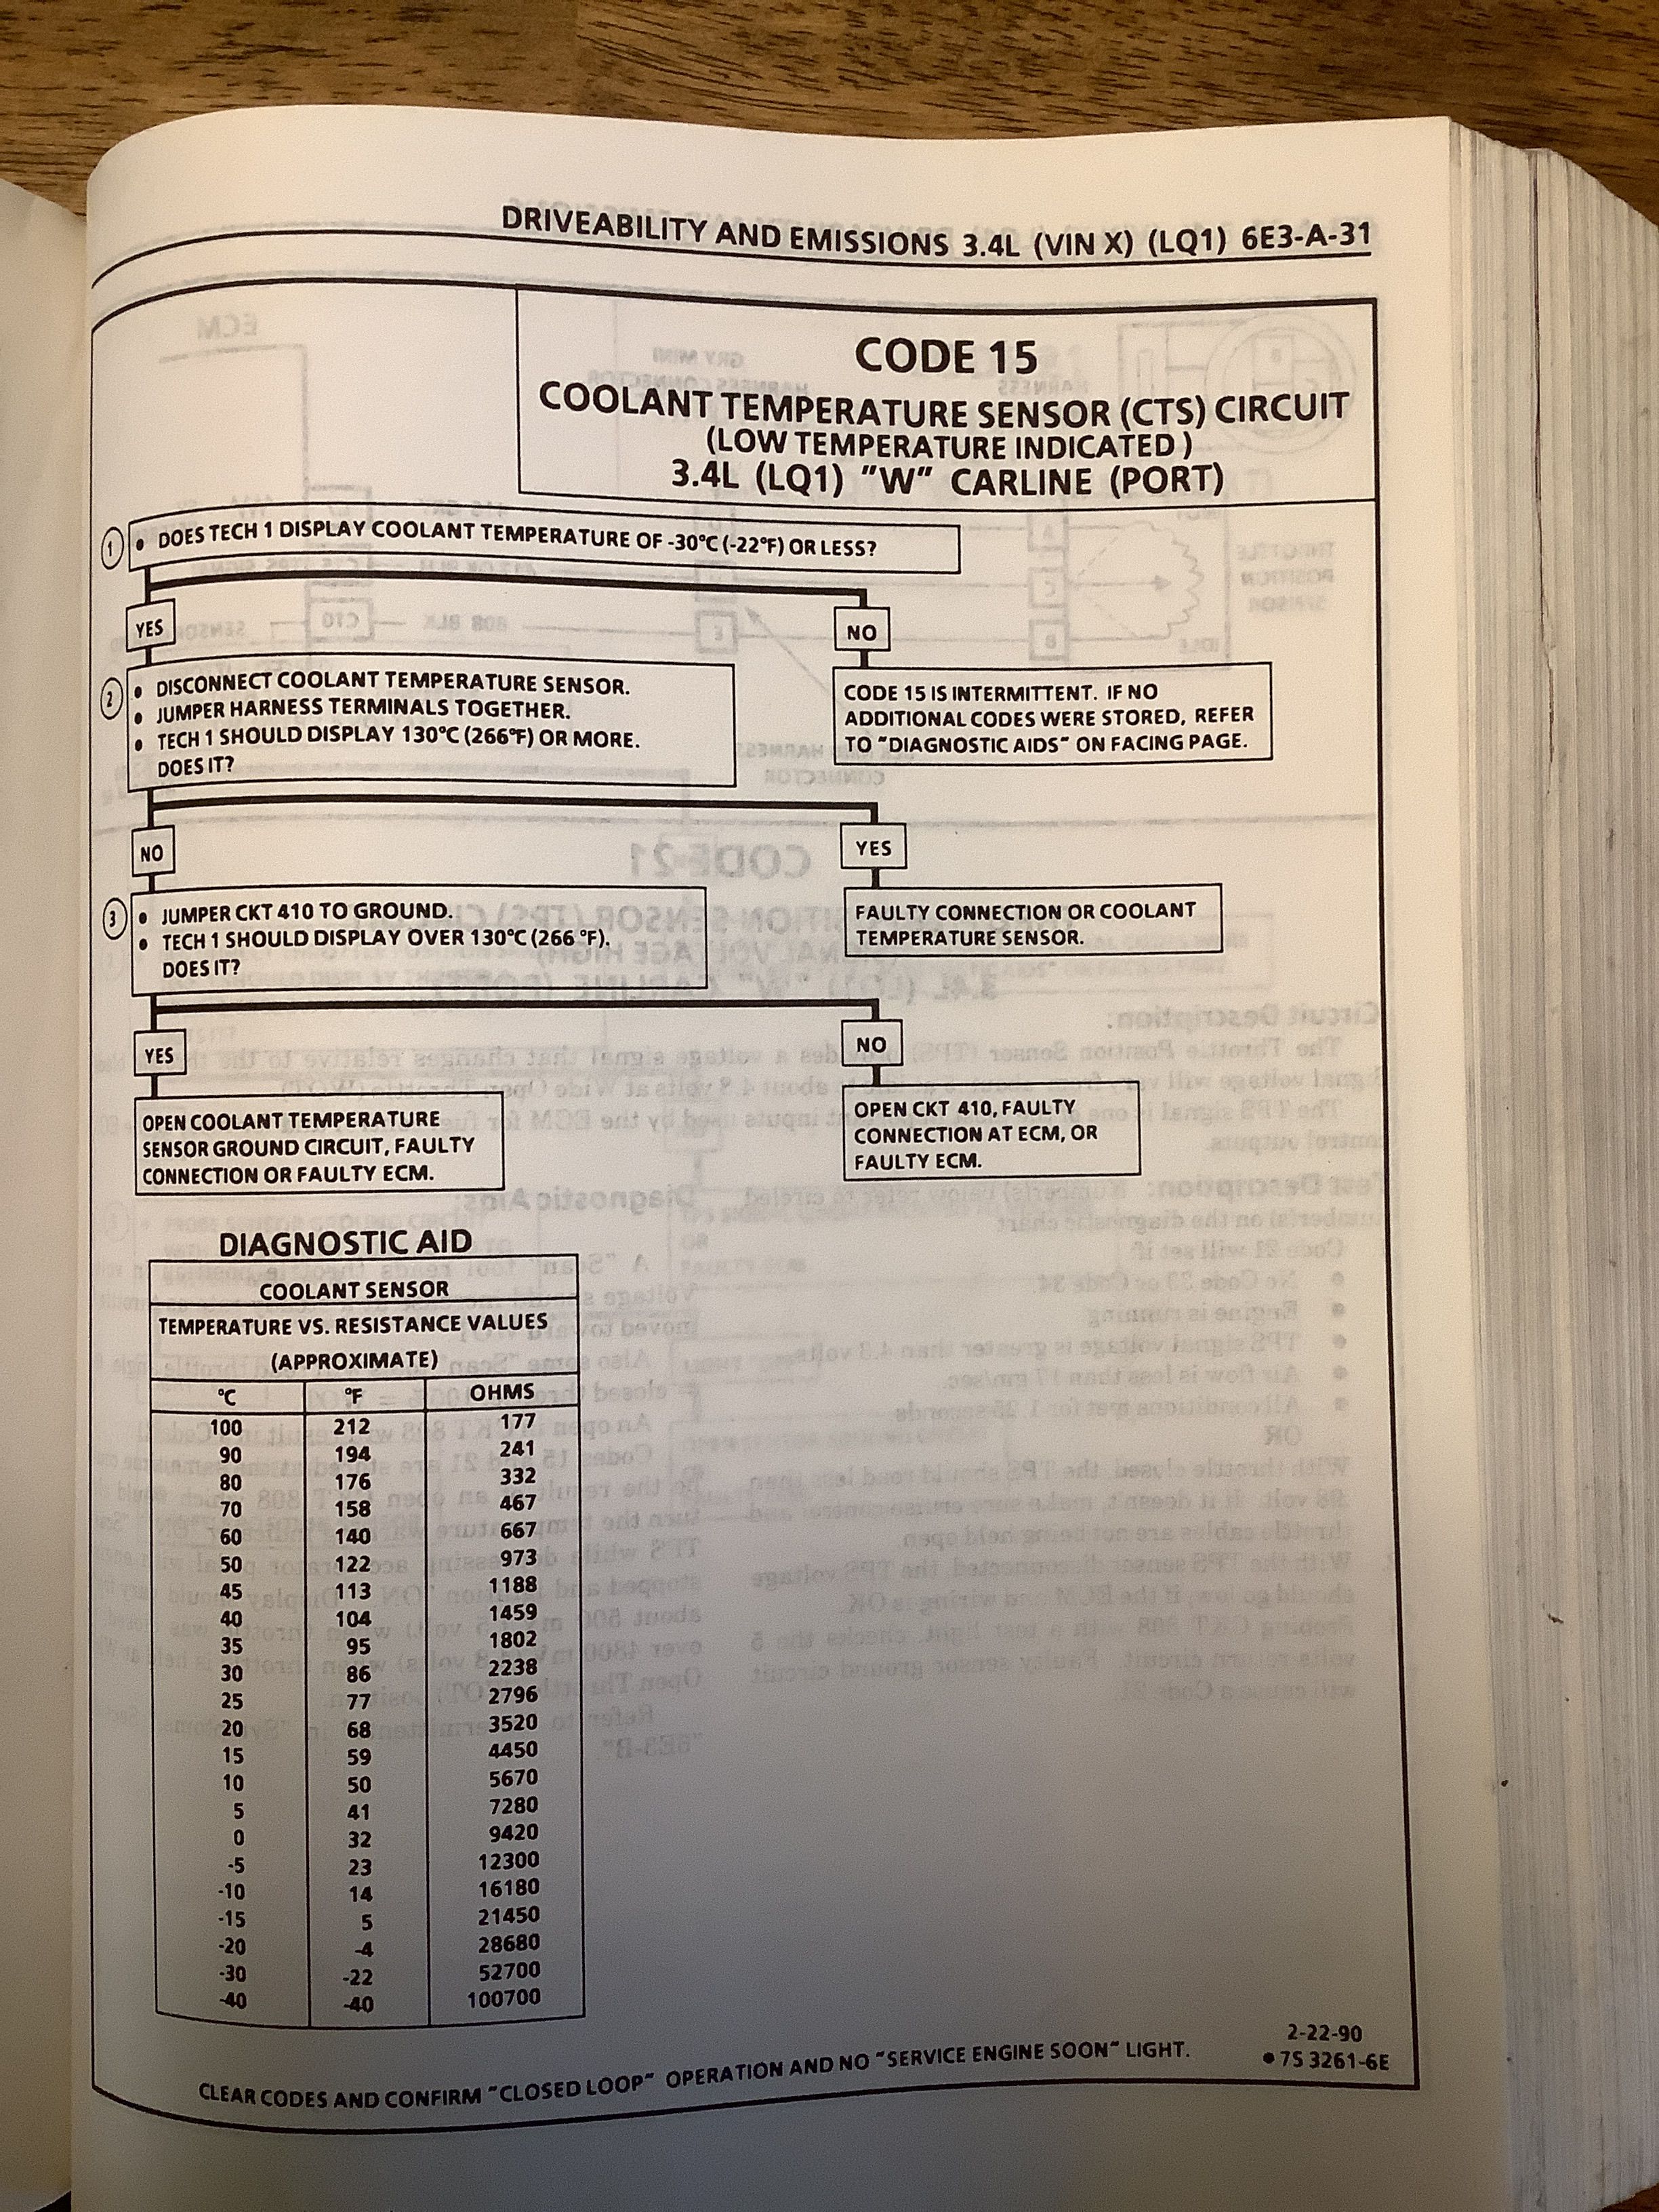 DRIVEABILITY AND EMISSIONS 3.4L (VIN X) (LQ1) 6E3-A-31
CODE 15
COOLANT TEMPERATURE SENSOR (CTS) CIRCUIT
(LOW TEMPERATURE INDICATED )
3.4L (LQ1) "W" CARLINE (PORT)
1 • DOES TECH 1 DISPLAY COOLANT TEMPERATURE OF -30°C (-22°F) OR LESS?
YES
NO
2 • DISCONNECT COOLANT TEMPERATURE SENSOR.
• JUMPER HARNESS TERMINALS TOGETHER.
• TECH 1 SHOULD DISPLAY 130°C (266°F) OR MORE.
DOES IT?
CODE 15 IS INTERMITTENT. IF NO
ADDITIONAL CODES WERE STORED, REFER
TO "DIAGNOSTIC AIDS" ON FACING PAGE.
NO
YES
3 • JUMPER CKT 410 TO GROUND.
• TECH 1 SHOULD DISPLAY OVER 130°C (266°F).
DOES IT?
FAULTY CONNECTION OR COOLANT
TEMPERATURE SENSOR.
YES
NO
OPEN COOLANT TEMPERATURE
SENSOR GROUND CIRCUIT, FAULTY
CONNECTION OR FAULTY ECM.
OPEN CKT 410, FAULTY
CONNECTION AT ECM, OR
FAULTY ECM.
DIAGNOSTIC AID
COOLANT SENSOR
TEMPERATURE VS. RESISTANCE VALUES
(APPROXIMATE)
°C °F OHMS
100 212 177
90 194 241
80 176 332
70 158 467
60 140 667
50 122 973
45 113 1188
40 104 1459
35 95 1802
30 86 2238
25 77 2796
20 68 3520
15 59 4450
10 50 5670
5 41 7280
0 32 9420
-5 23 12300
-10 14 16180
-15 5 21450
-20 -4 28680
-30 -22 52700
-40 -40 100700
2-22-90
• 7S 3261-6E
CLEAR CODES AND CONFIRM "CLOSED LOOP" OPERATION AND NO "SERVICE ENGINE SOON" LIGHT.